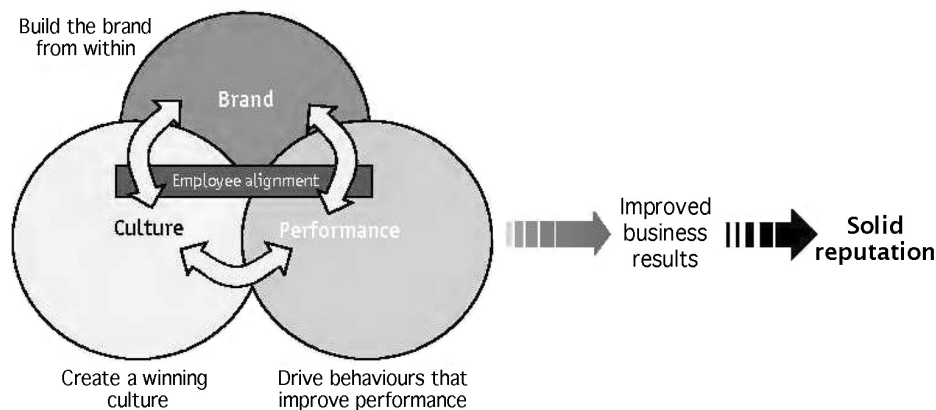 Build the brand
from within
Brand
Employee alignment
Culture
Performance
Create a winning
culture
Drive behaviours that
improve performance
Improved
business
results
Solid
reputation